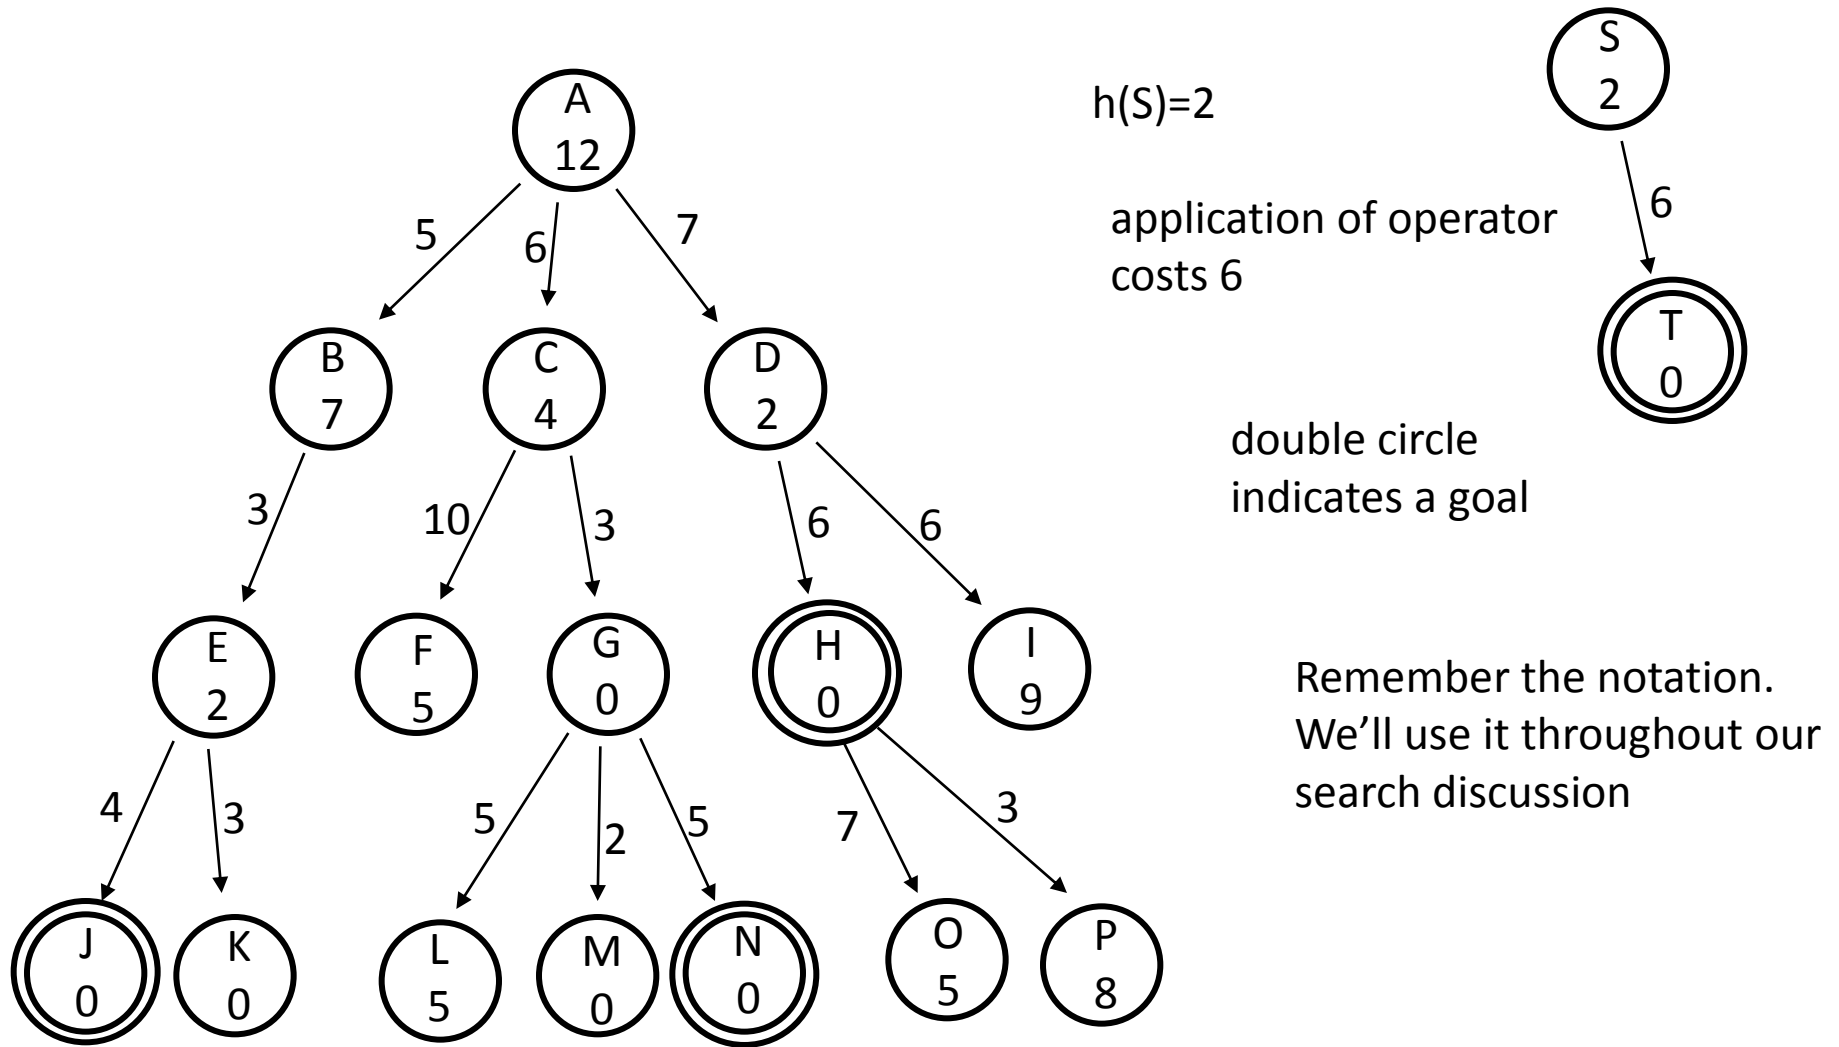 A
12
5
6
7
B
7
C
4
D
2
3
10
3
6
6
E
2
F
5
G
0
H
0
I
9
4
3
5
2
5
7
3
J
0
K
0
L
5
M
0
N
0
O
5
P
8
h(S)=2
S
2
application of operator
costs 6
6
T
0
double circle
indicates a goal
Remember the notation.
We’ll use it throughout our
search discussion